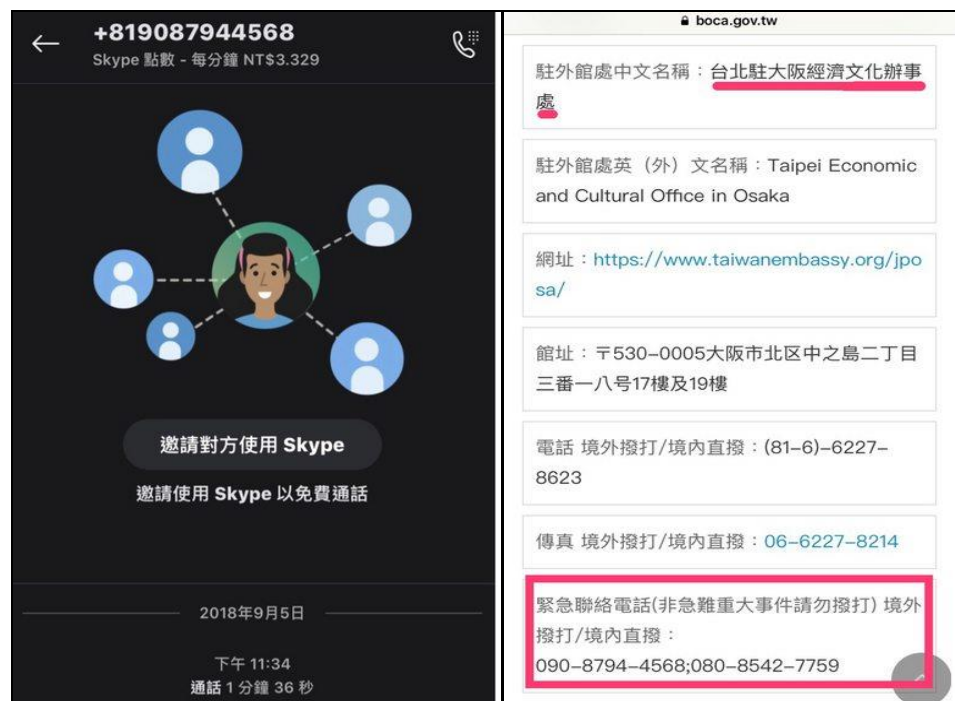 +819087944568
Skype 點數 - 每分鐘 NT$3.329
邀請對方使用 Skype
邀請使用 Skype 以免費通話
2018年9月5日
下午 11:34
通話 1 分鐘 36 秒
boca.gov.tw
駐外館處中文名稱：台北駐大阪經濟文化辦事
處
駐外館處英（外）文名稱：Taipei Economic
and Cultural Office in Osaka
網址：https://www.taiwanembassy.org/jpo
sa/
館址：〒530-0005大阪市北区中之島二丁目
三番一八号17樓及19樓
電話 境外撥打/境內直撥：(81-6)-6227-
8623
傳真 境外撥打/境內直撥：06-6227-8214
緊急聯絡電話(非急難重大事件請勿撥打) 境外
撥打/境內直撥：
090-8794-4568;080-8542-7759